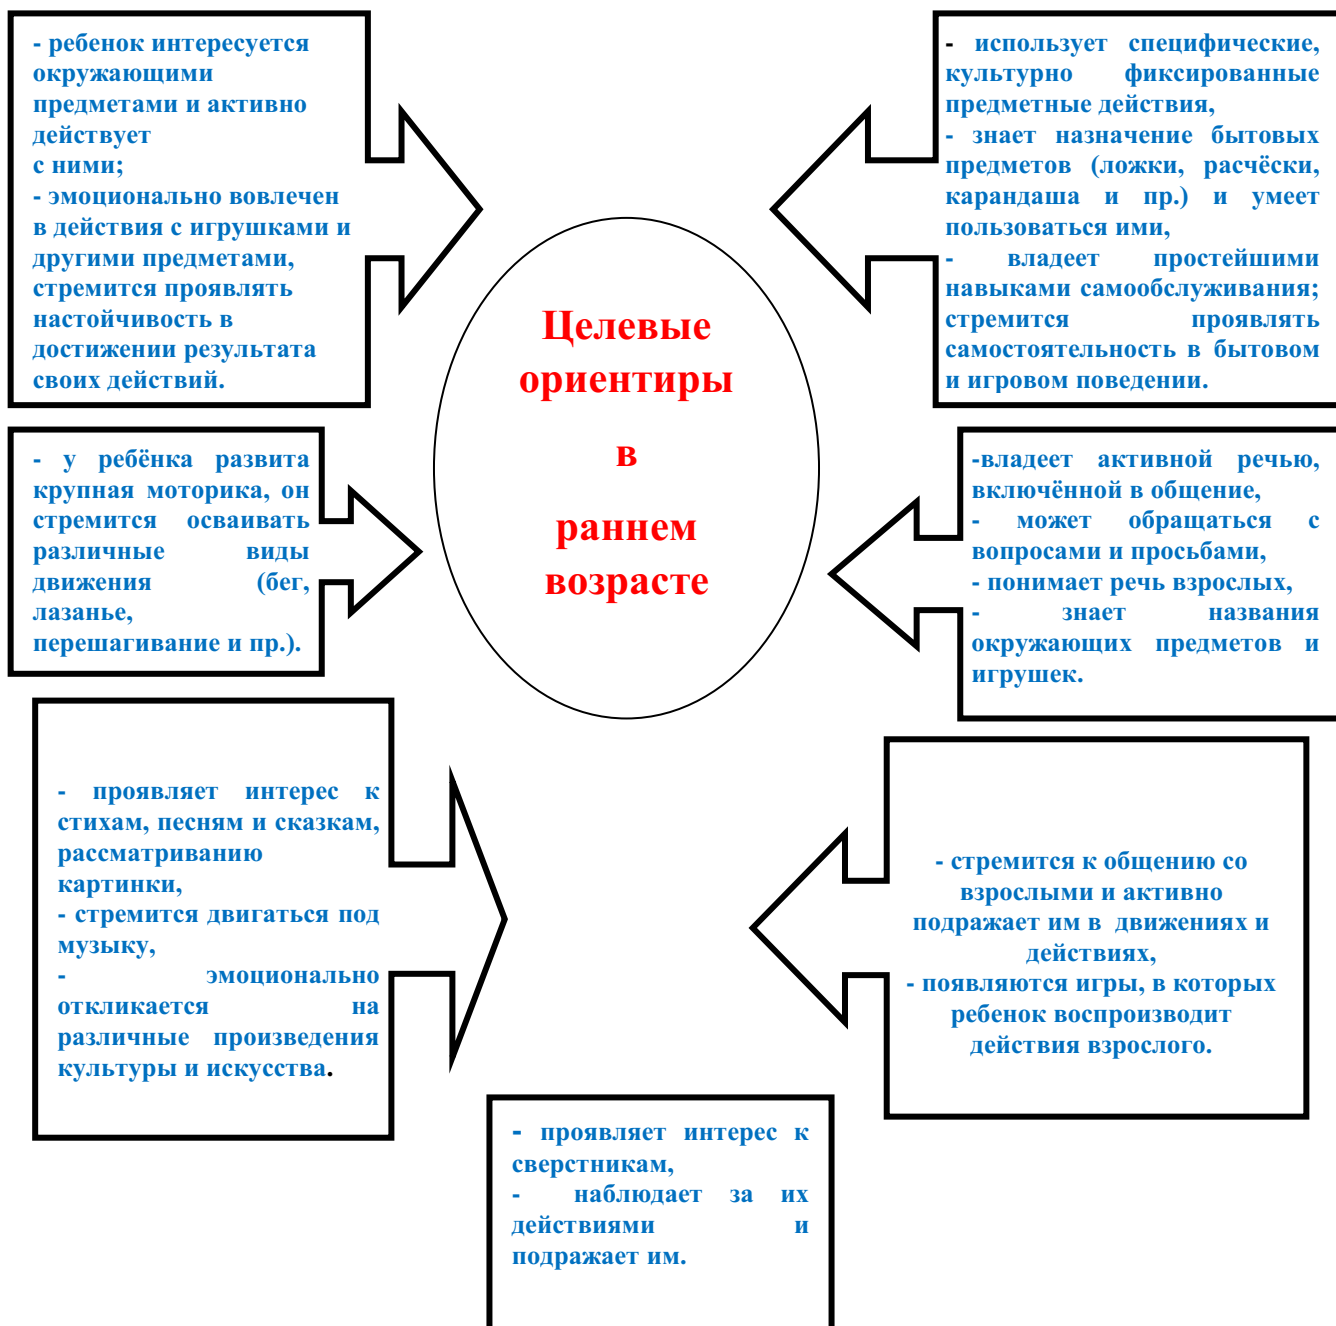 - ребенок интересуется
окружающими
предметами и активно
действует
с ними;
- эмоционально вовлечен
в действия с игрушками и
другими предметами,
стремится проявлять
настойчивость в
достижении результата
своих действий.
- использует специфические,
культурно фиксированные
предметные действия,
- знает назначение бытовых
предметов (ложки, расчёски,
карандаша и пр.) и умеет
пользоваться ими,
- владеет простейшими
навыками самообслуживания;
стремится проявлять
самостоятельность в бытовом
и игровом поведении.
Целевые
ориентиры
в
раннем
возрасте
- у ребёнка развита
крупная моторика, он
стремится осваивать
различные виды
движения (бег,
лазанье,
перешагивание и пр.).
-владеет активной речью,
включённой в общение,
- может обращаться с
вопросами и просьбами,
- понимает речь взрослых,
- знает названия
окружающих предметов и
игрушек.
- проявляет интерес к
стихам, песням и сказкам,
рассматриванию
картинки,
- стремится двигаться под
музыку,
- эмоционально
откликается на
различные произведения
культуры и искусства.
- стремится к общению со
взрослыми и активно
подражает им в движениях и
действиях,
- появляются игры, в которых
ребенок воспроизводит
действия взрослого.
- проявляет интерес к
сверстникам,
- наблюдает за их
действиями и
подражает им.